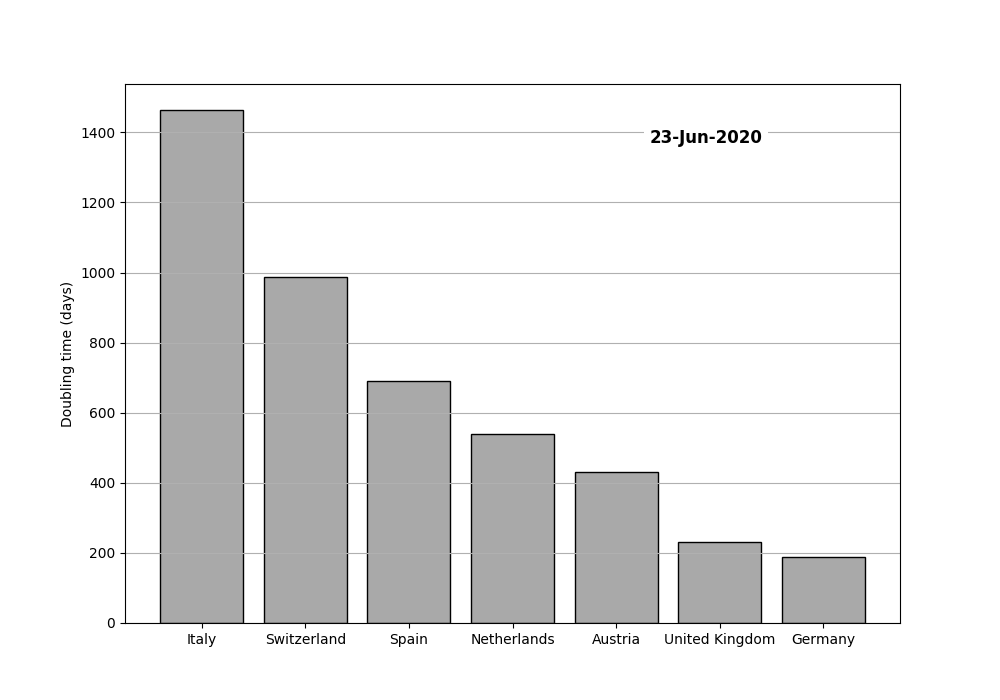 23-Jun-2020
Doubling time (days)
1400
1200
1000
800
600
400
200
0
Italy Switzerland Spain Netherlands Austria United Kingdom Germany